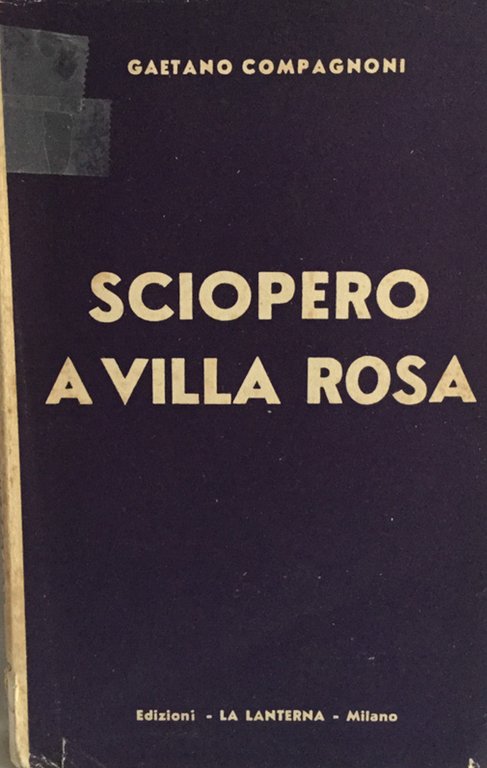 GAETANO COMPAGNONI
SCIOPERO
A VILLA ROSA
Edizioni - LA LANTERNA - Milano